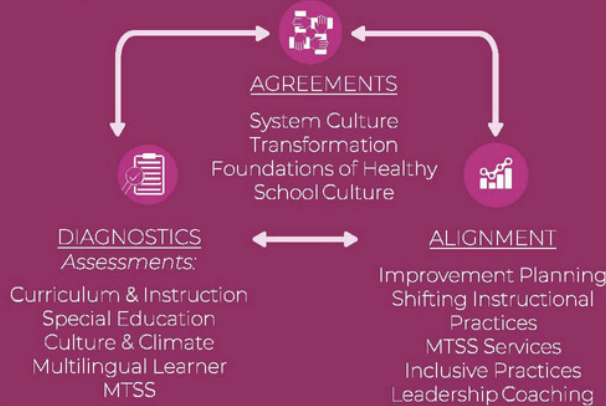 AGREEMENTS
System Culture
Transformation
Foundations of Healthy
School Culture
DIAGNOSTICS
Assessments:
Curriculum & Instruction
Special Education
Culture & Climate
Multilingual Learner
MTSS
ALIGNMENT
Improvement Planning
Shifting Instructional
Practices
MTSS Services
Inclusive Practices
Leadership Coaching